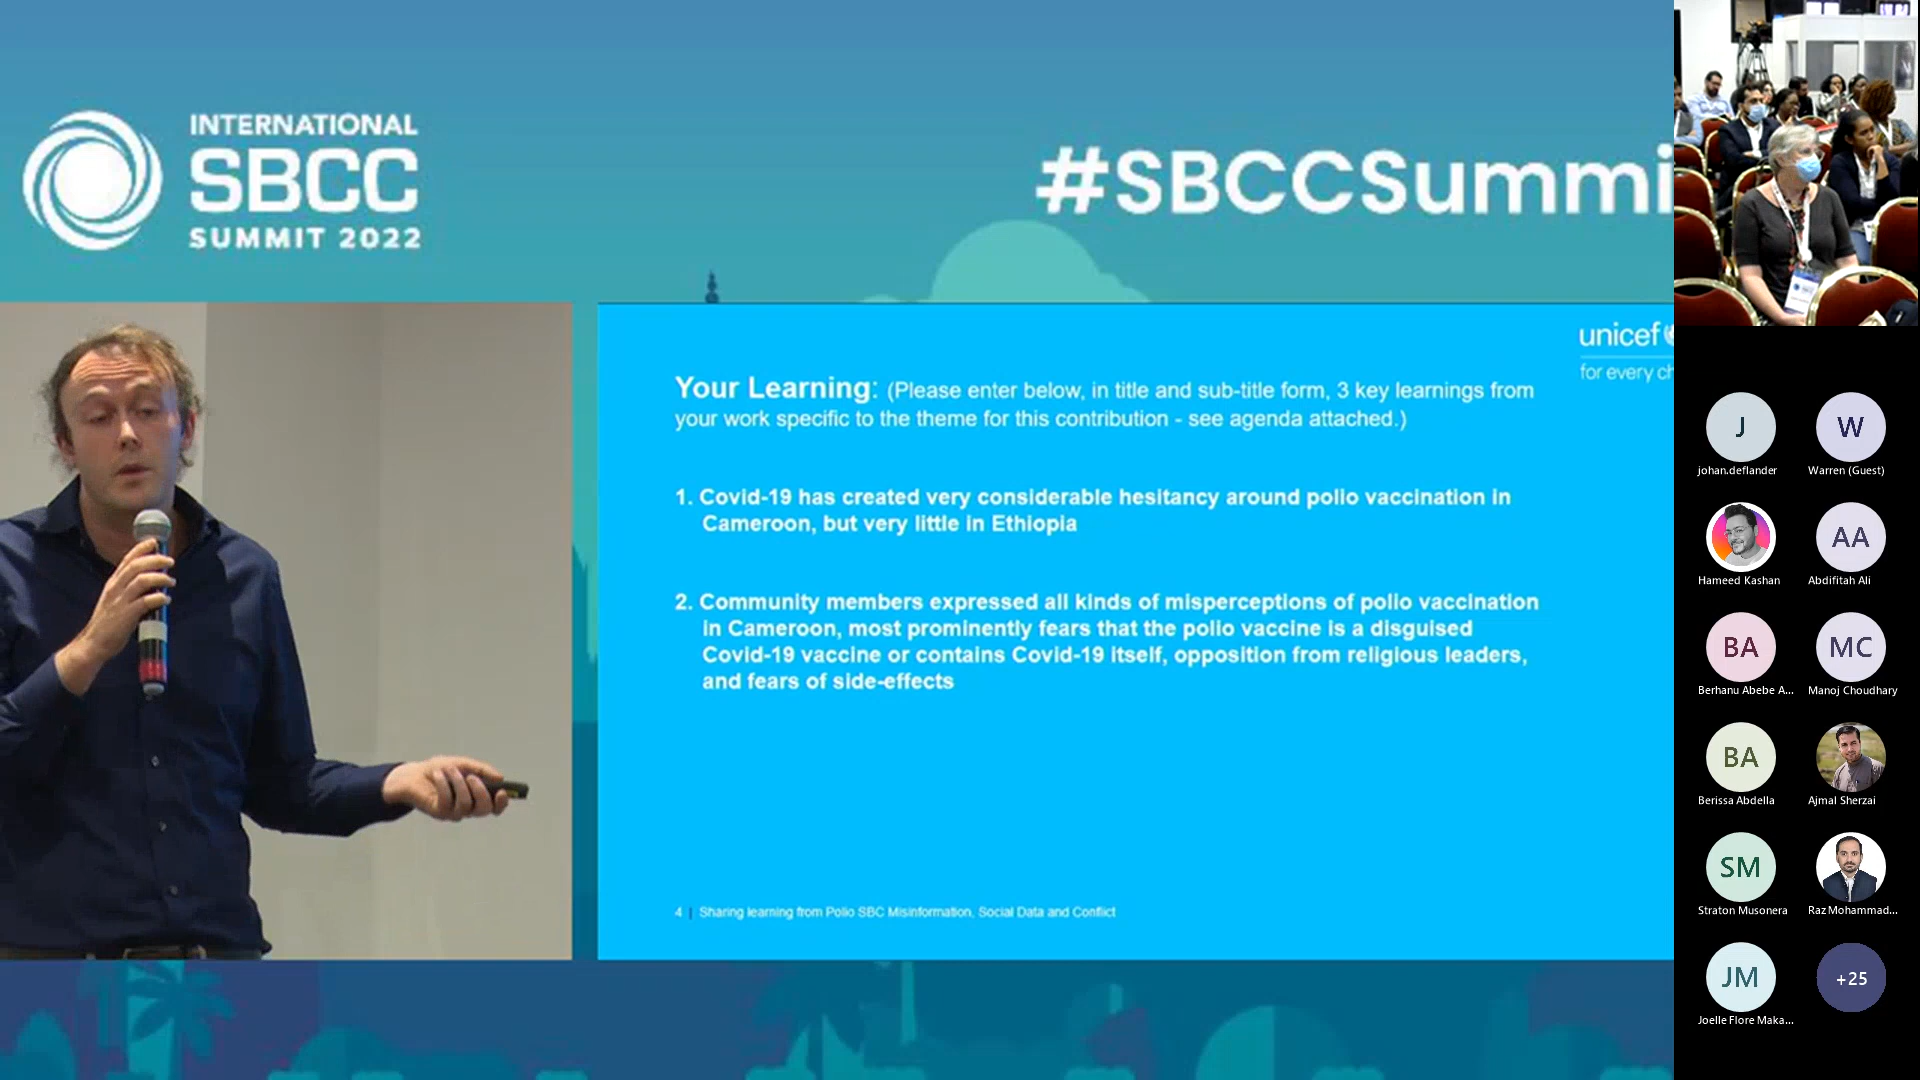 INTERNATIONAL
SBCC
SUMMIT 2022
#SBCCSummi
unicef
for every ch
Your Learning: (Please enter below, in title and sub-title form, 3 key learnings from
your work specific to the theme for this contribution - see agenda attached.)
1. Covid-19 has created very considerable hesitancy around polio vaccination in
Cameroon, but very little in Ethiopia
2. Community members expressed all kinds of misperceptions of polio vaccination
in Cameroon, most prominently fears that the polio vaccine is a disguised
Covid-19 vaccine or contains Covid-19 itself, opposition from religious leaders,
and fears of side-effects
4 | Sharing learning from Polio SBC Misinformation, Social Data and Conflict
J
johan.deflander
W
Warren (Guest)
Hameed Kashan
AA
Abdifitah Ali
BA
Berhanu Abebe A...
MC
Manoj Choudhary
BA
Berissa Abdella
Ajmal Sherzai
SM
Straton Musonera
Raz Mohammad...
JM
Joelle Flore Maka...
+25